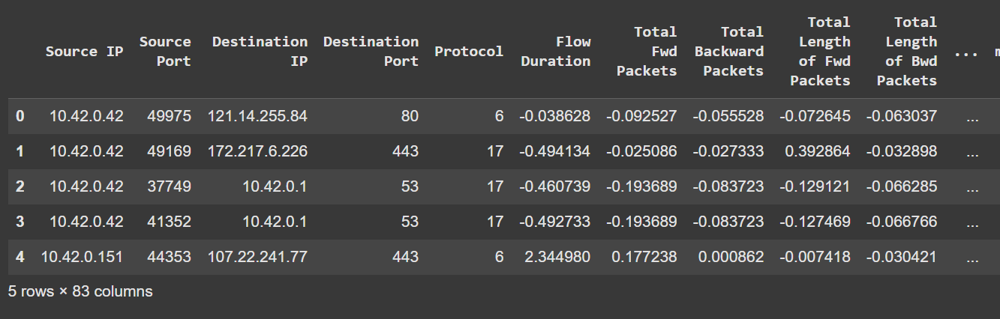 Source IP Source Port Destination IP Destination Port Protocol Flow Duration Total Fwd Packets Total Backward Packets Total Length of Fwd Packets Total Length of Bwd Packets ...
0 10.42.0.42 49975 121.14.255.84 80 6 -0.038628 -0.092527 -0.055528 -0.072645 -0.063037 ...
1 10.42.0.42 49169 172.217.6.226 443 17 -0.494134 -0.025086 -0.027333 0.392864 -0.032898 ...
2 10.42.0.42 37749 10.42.0.1 53 17 -0.460739 -0.193689 -0.083723 -0.129121 -0.066285 ...
3 10.42.0.42 41352 10.42.0.1 53 17 -0.492733 -0.193689 -0.083723 -0.127469 -0.066766 ...
4 10.42.0.151 44353 107.22.241.77 443 6 2.344980 0.177238 0.000862 -0.007418 -0.030421 ...
5 rows × 83 columns